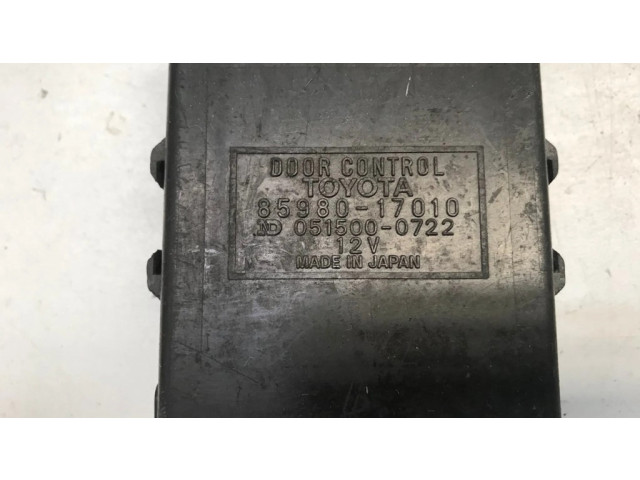 DOOR CONTROL
TOYOTA
85980-17010
ND 051500-0722
12V
MADE IN JAPAN